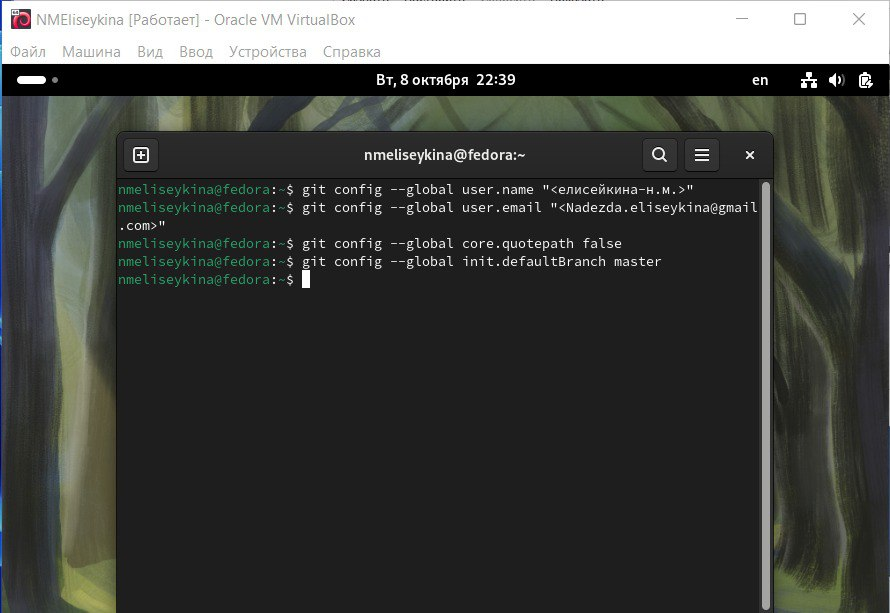 NMEliseykina [Работает] - Oracle VM VirtualBox
Файл Машина Вид Ввод Устройства Справка
Вт, 8 октября 22:39 en
nmeliseykina@fedora:~
nmeliseykina@fedora:~$ git config --global user.name "<елисейкина-н.м.>"
nmeliseykina@fedora:~$ git config --global user.email "<Nadezda.eliseykina@gmail
.com>"
nmeliseykina@fedora:~$ git config --global core.quotepath false
nmeliseykina@fedora:~$ git config --global init.defaultBranch master
nmeliseykina@fedora:~$